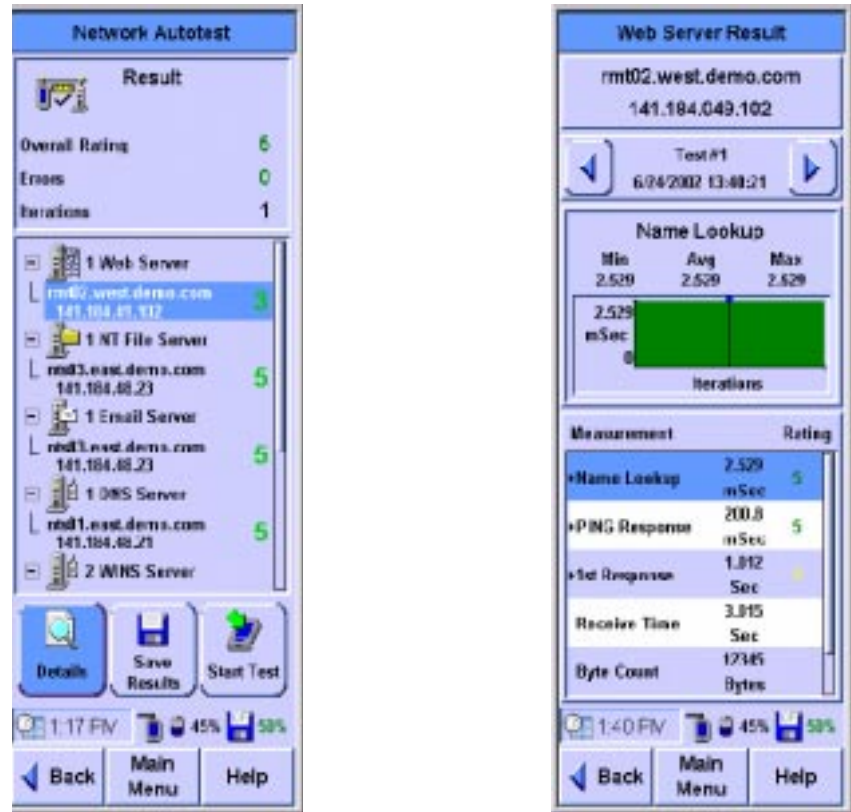 Network Autotest
Result
Overall Rating 6
Errors 0
Iterations 1
1 Web Server
rmt02.west.demo.com 3
141.184.49.102
1 NT File Server
nts03.east.demo.com 5
141.184.48.23
1 Email Server
nts03.east.demo.com 5
141.184.48.23
1 DNS Server
nts01.east.demo.com 5
141.184.48.21
2 WINS Server
Details
Save Results
Start Test
1:17 PM 45% 50%
Back
Main Menu
Help
Web Server Result
rmt02.west.demo.com
141.184.049.102
Test #1
6/24/2002 13:40:21
Name Lookup
Min Avg Max
2.529 2.529 2.529
2.529
mSec
0
Iterations
Measurement Rating
Name Lookup 2.529 mSec 5
PING Response 200.8 mSec 5
1st Response 1.012 Sec
Receive Time 3.015 Sec
Byte Count 12345 Bytes
1:40 PM 45% 50%
Back
Main Menu
Help